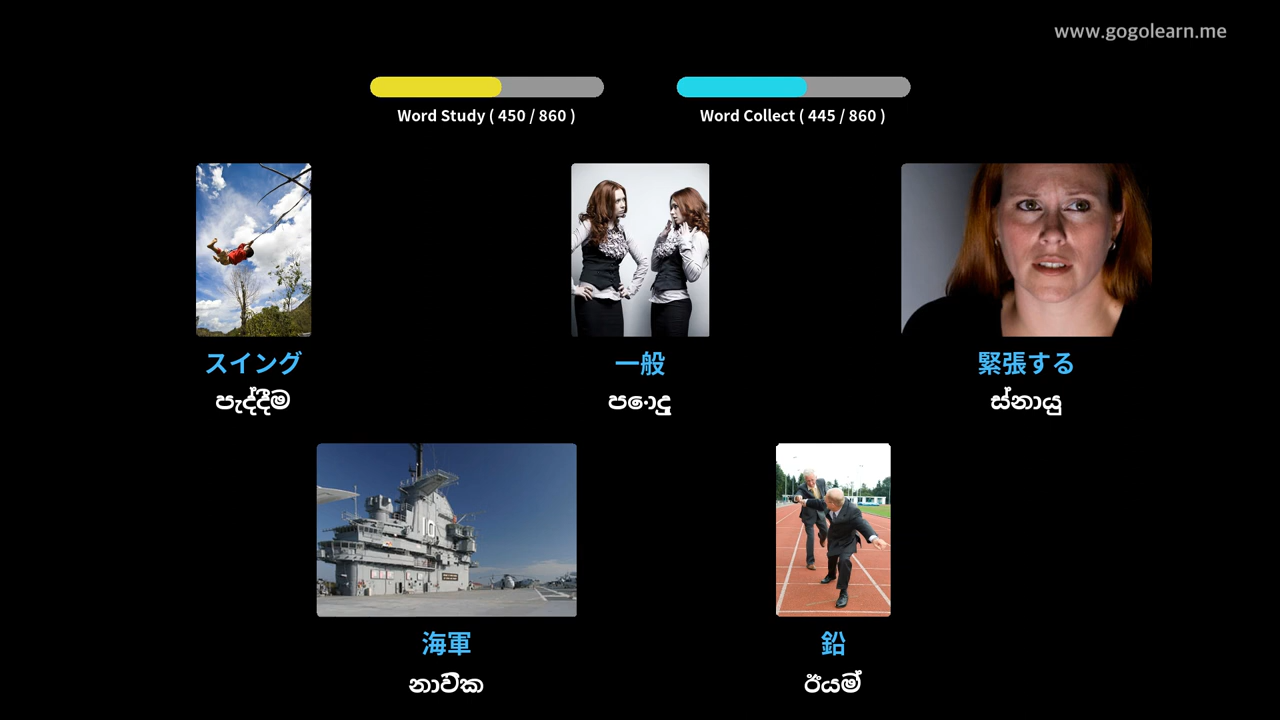 www.gogolearn.me
Word Study ( 450 / 860 )
Word Collect ( 445 / 860 )
スイング
පැද්දීම
一般
පොදු
緊張する
ස්නායු
海軍
නාවික
鉛
ඊයම්
16